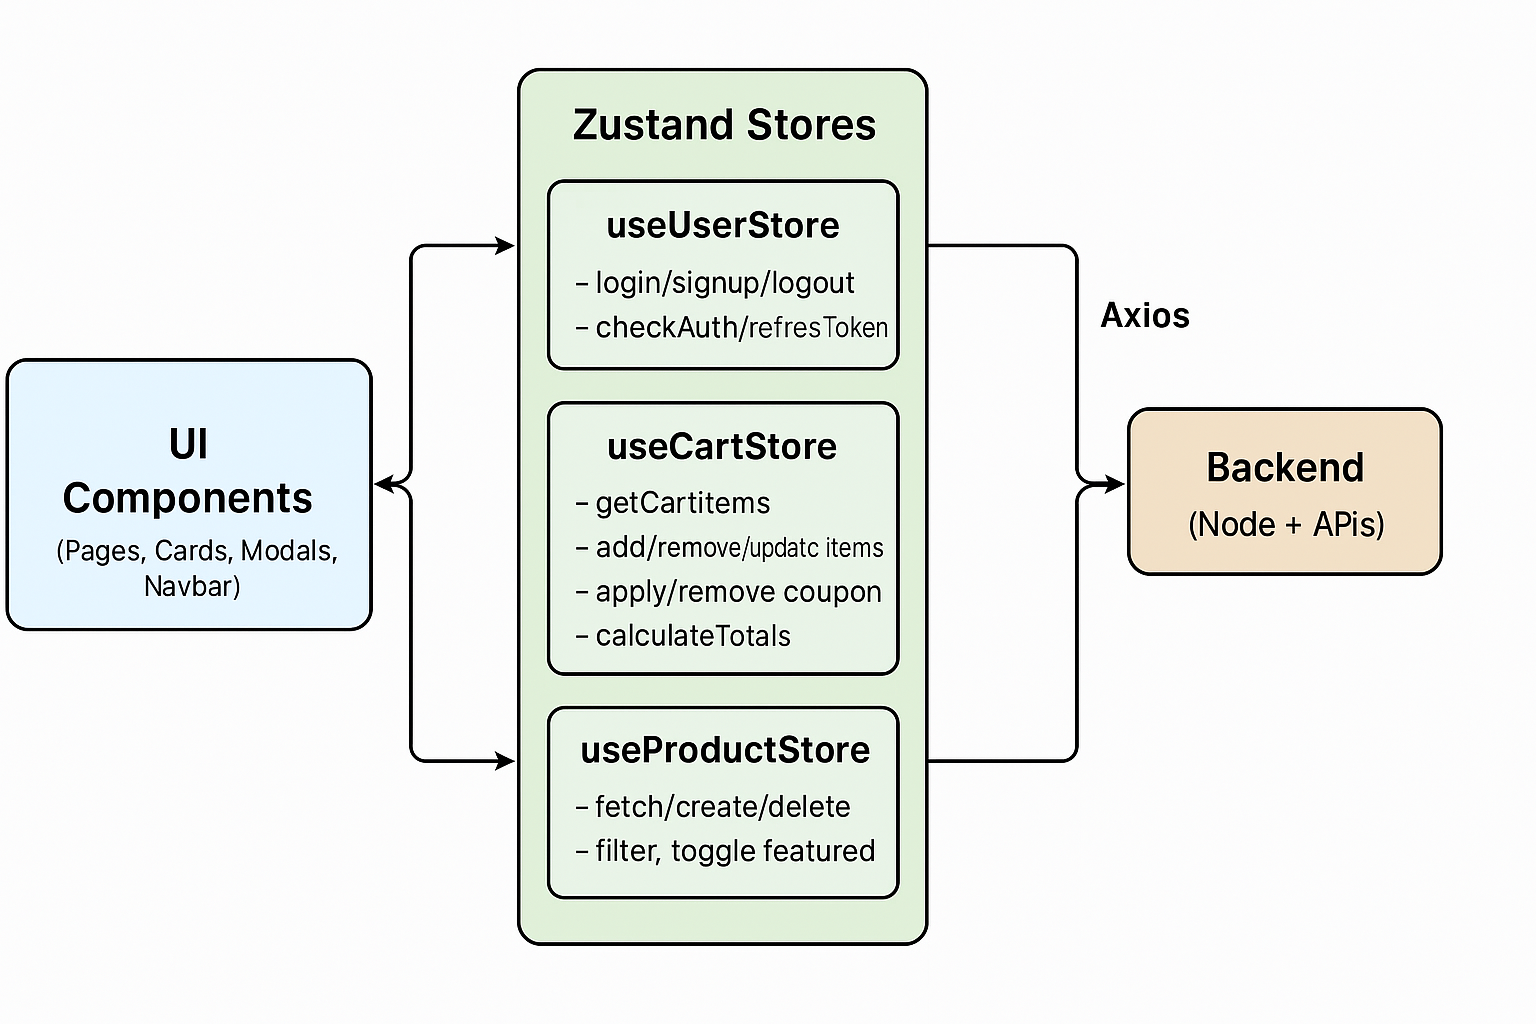 Zustand Stores
useUserStore
– login/signup/logout
– checkAuth/refresToken
Axios
UI
Components
(Pages, Cards, Modals,
Navbar)
useCartStore
– getCartitems
– add/remove/updatc items
– apply/remove coupon
– calculateTotals
Backend
(Node + APis)
useProductStore
– fetch/create/delete
– filter, toggle featured